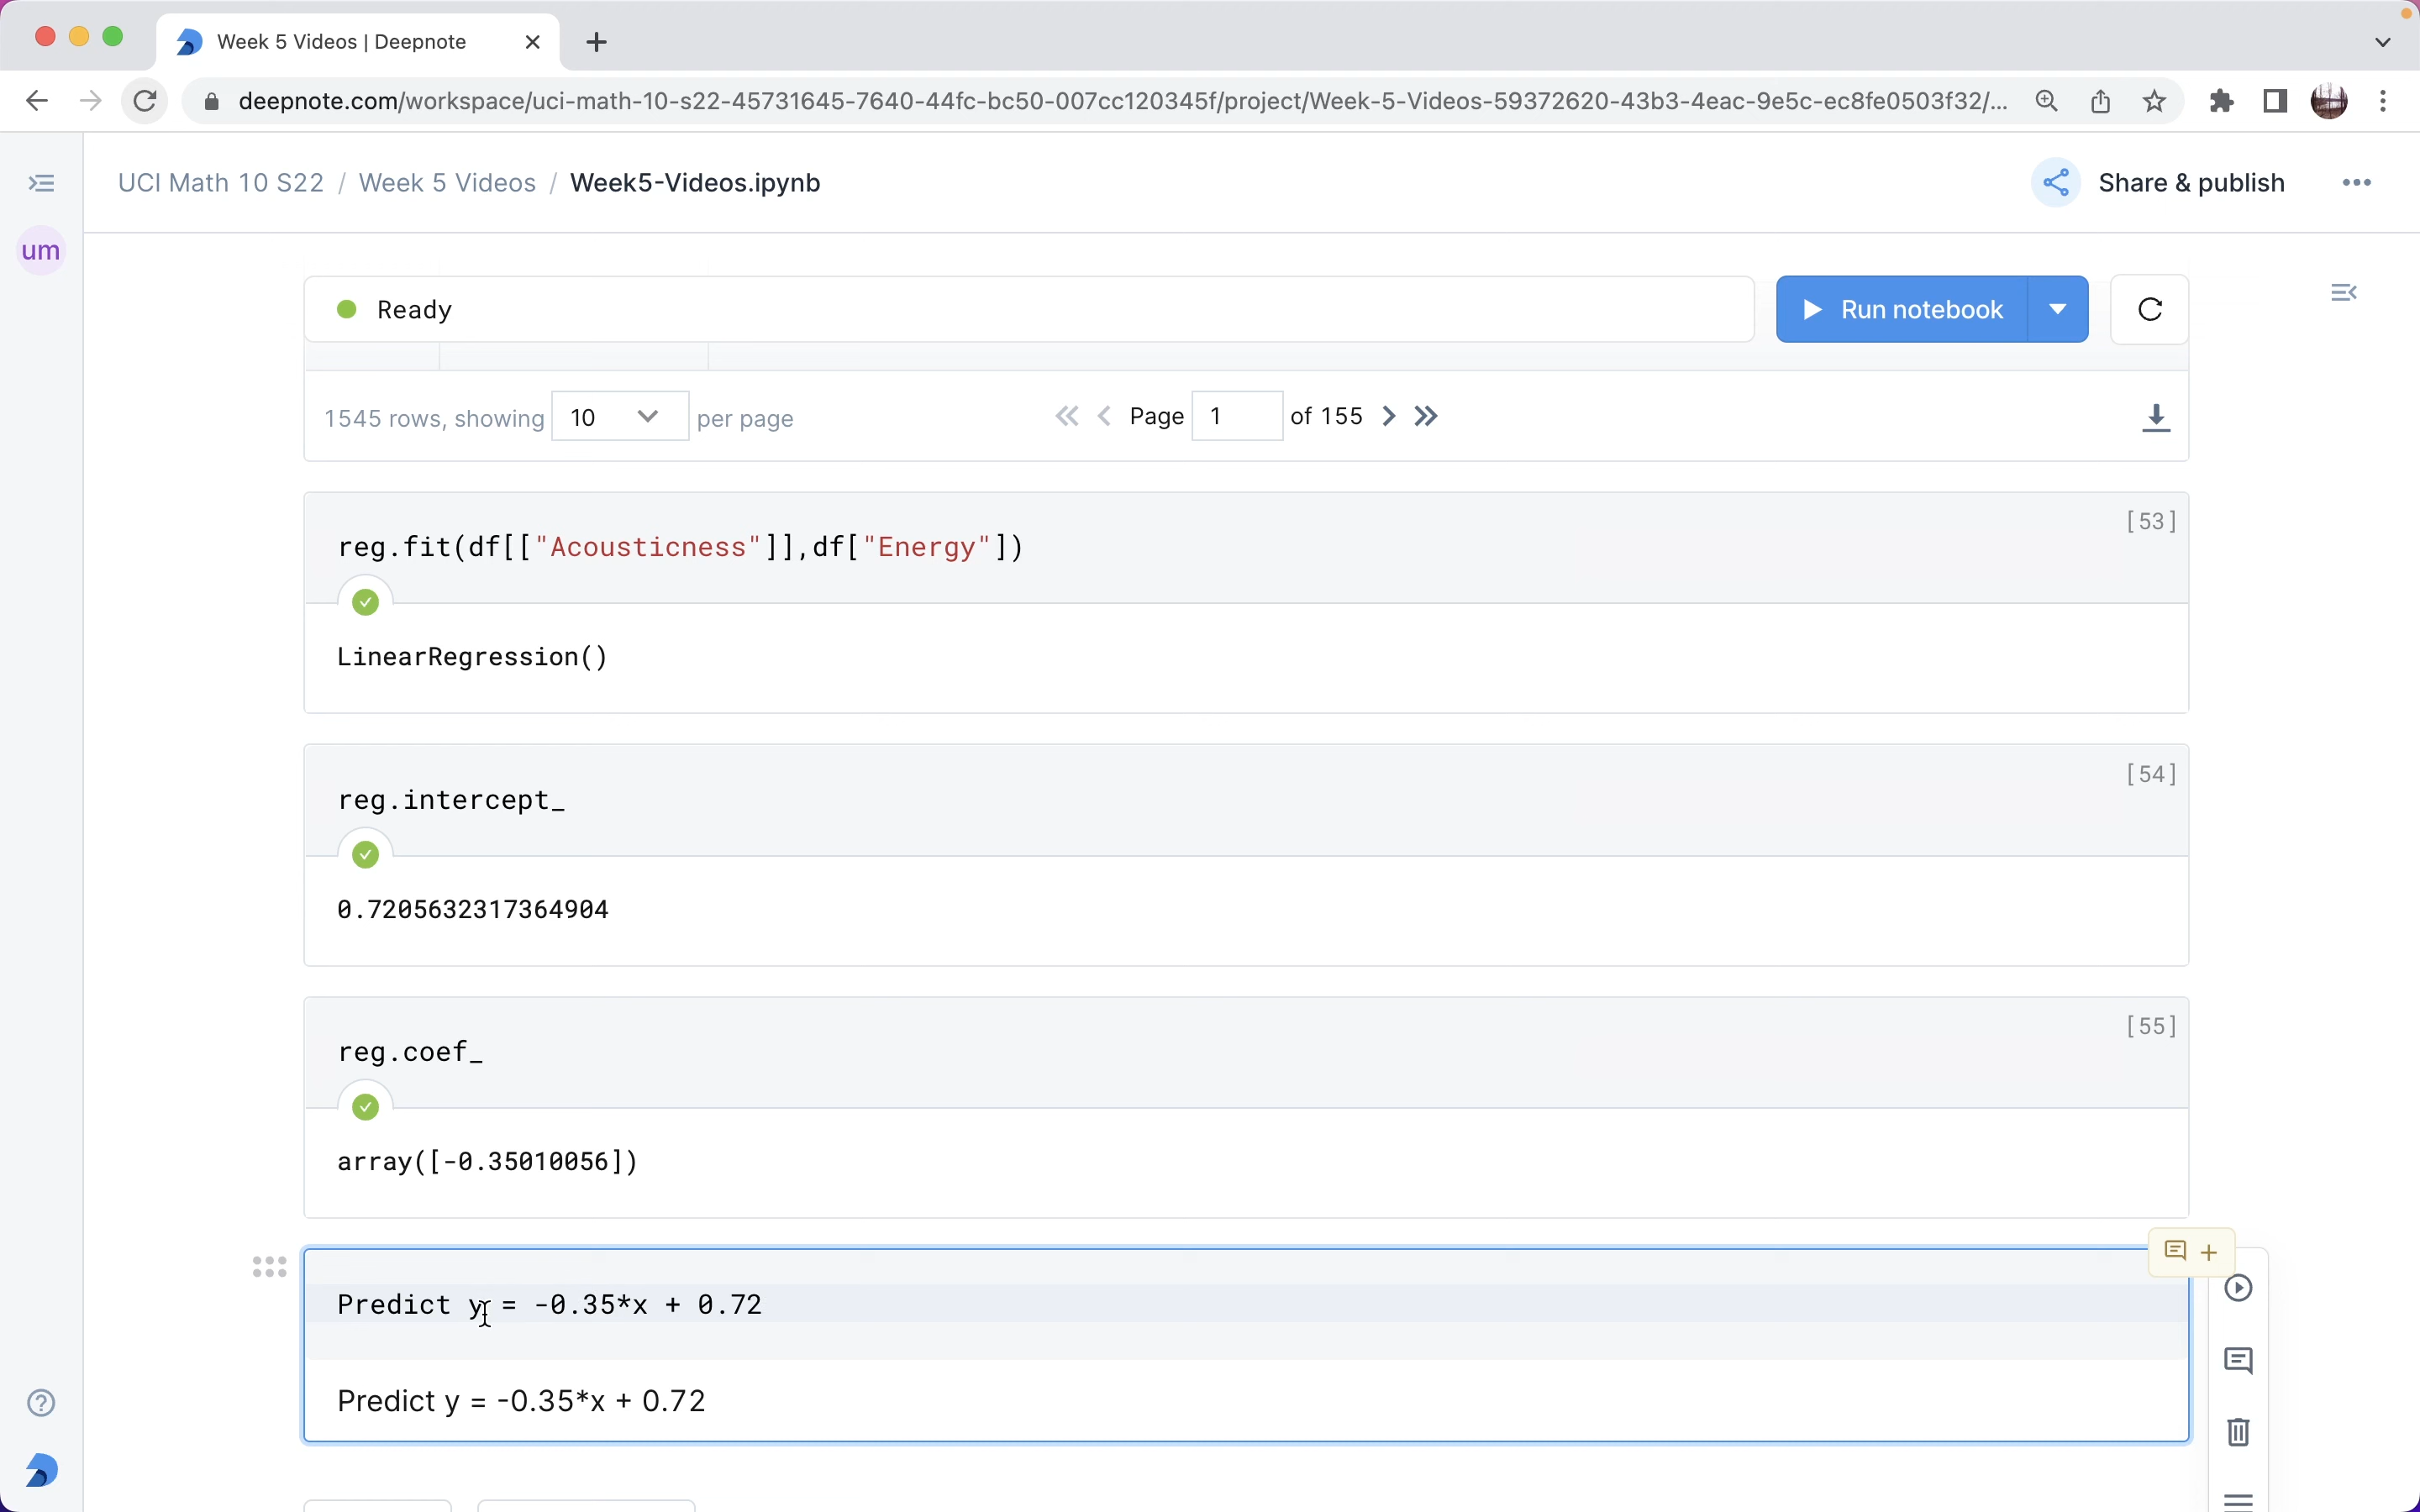 Week 5 Videos | Deepnote
deepnote.com/workspace/uci-math-10-s22-45731645-7640-44fc-bc50-007cc120345f/project/Week-5-Videos-59372620-43b3-4eac-9e5c-ec8fe0503f32/...
um
UCI Math 10 S22 / Week 5 Videos / Week5-Videos.ipynb
Share & publish
Ready
Run notebook
1545 rows, showing 10 per page
Page 1 of 155
reg.fit(df[["Acousticness"]],df["Energy"])
[53]
LinearRegression()
reg.intercept_
[54]
0.7205632317364904
reg.coef_
[55]
array([-0.35010056])
Predict y = -0.35*x + 0.72
Predict y = -0.35*x + 0.72